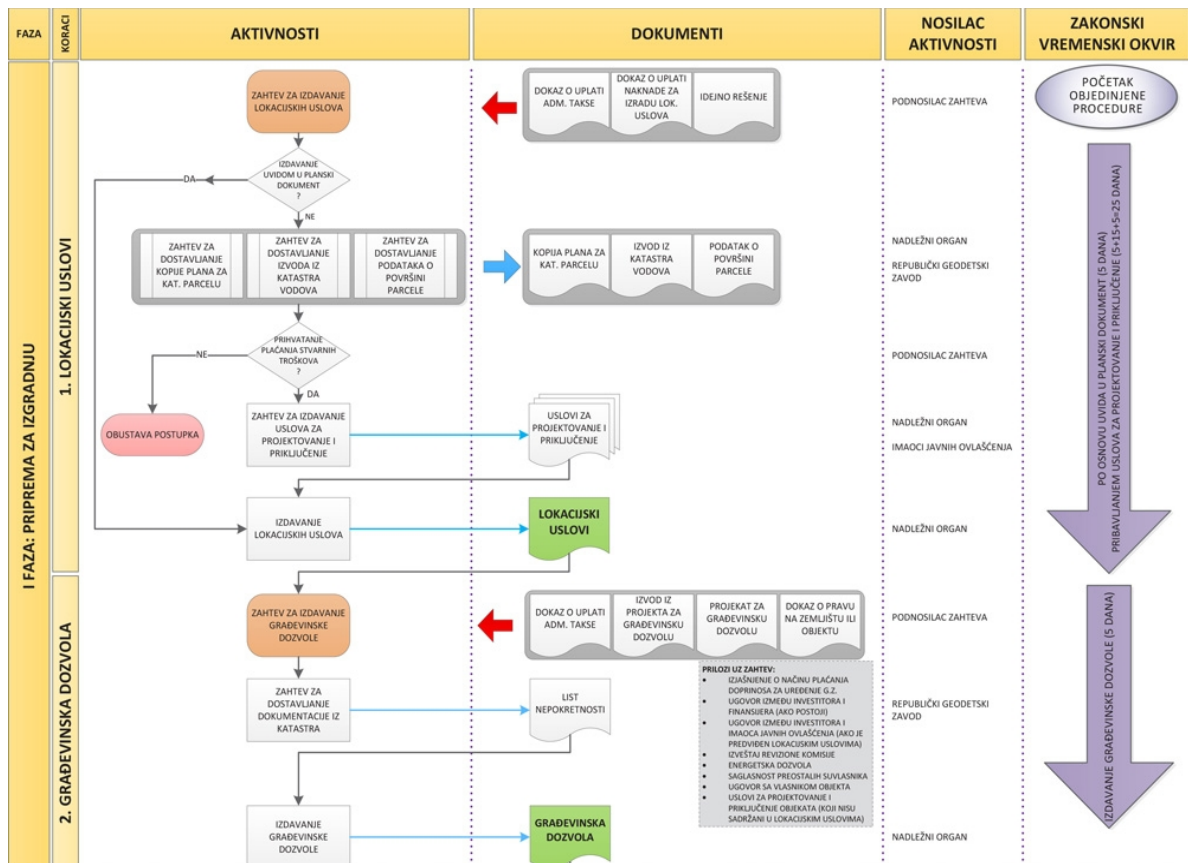 FAZA
KORACI
AKTIVNOSTI
DOKUMENTI
NOSILAC
AKTIVNOSTI
ZAKONSKI
VREMENSKI OKVIR
I FAZA: PRIPREMA ZA IZGRADNJU
1. LOKACIJSKI USLOVI
ZAHTEV ZA IZDAVANJE
LOKACIJSKIH USLOVA
DOKAZ O UPLATI
ADM. TAKSE
DOKAZ O UPLATI
NAKNADE ZA
IZRADU LOK.
USLOVA
IDEJNO REŠENJE
PODNOSILAC ZAHTEVA
POČETAK
OBJEDINJENE
PROCEDURE
IZDAVANJE
UVIDOM U PLANSKI
DOKUMENT
?
DA
NE
ZAHTEV ZA
DOSTAVLJANJE
KOPIJE PLANA ZA
KAT. PARCELU
ZAHTEV ZA
DOSTAVLJANJE
IZVODA IZ
KATASTRA
VODOVA
ZAHTEV ZA
DOSTAVLJANJE
PODATAKA O
POVRŠINI
PARCELE
KOPIJA PLANA ZA
KAT. PARCELU
IZVOD IZ
KATASTRA
VODOVA
PODATAK O
POVRŠINI
PARCELE
NADLEŽNI ORGAN
REPUBLIČKI GEODETSKI
ZAVOD
PO OSNOVU UVIDA U PLANSKI DOKUMENT (5 DANA)
PRIBAVLJANJEM USLOVA ZA PROJEKTOVANJE I PRIKLJUČENJE (5+15+5=25 DANA)
PRIHVATANJE
PLAĆANJA STVARNIH
TROŠKOVA
?
NE
DA
PODNOSILAC ZAHTEVA
OBUSTAVA POSTUPKA
ZAHTEV ZA IZDAVANJE
USLOVA ZA
PROJEKTOVANJE I
PRIKLJUČENJE
USLOVI ZA
PROJEKTOVANJE I
PRIKLJUČENJE
NADLEŽNI ORGAN
IMAOCI JAVNIH OVLAŠĆENJA
IZDAVANJE
LOKACIJSKIH USLOVA
LOKACIJSKI
USLOVI
NADLEŽNI ORGAN
2. GRAĐEVINSKA DOZVOLA
ZAHTEV ZA IZDAVANJE
GRAĐEVINSKE
DOZVOLE
DOKAZ O UPLATI
ADM. TAKSE
IZVOD IZ
PROJEKTA ZA
GRAĐEVINSKU
DOZVOLU
PROJEKAT ZA
GRAĐEVINSKU
DOZVOLU
DOKAZ O PRAVU
NA ZEMLJIŠTU ILI
OBJEKTU
PODNOSILAC ZAHTEVA
IZDAVANJE GRAĐEVINSKE DOZVOLE (5 DANA)
ZAHTEV ZA
DOSTAVLJANJE
DOKUMENTACIJE IZ
KATASTRA
LIST
NEPOKRETNOSTI
PRILOZI UZ ZAHTEV:
• IZJAŠNJENJE O NAČINU PLAĆANJA
DOPRINOSA ZA UREĐENJE G.Z.
• UGOVOR IZMEĐU INVESTITORA I
FINANSIJERA (AKO POSTOJI)
• UGOVOR IZMEĐU INVESTITORA I
IMAOCA JAVNIH OVLAŠĆENJA (AKO JE
PREDVIĐEN LOKACIJSKIM USLOVIMA)
• IZVEŠTAJ REVIZIONE KOMISIJE
• ENERGETSKA DOZVOLA
• SAGLASNOST PREOSTALIH SUVLASNIKA
• UGOVOR SA VLASNIKOM OBJEKTA
• USLOVI ZA PROJEKTOVANJE I
PRIKLJUČENJE OBJEKATA (KOJI NISU
SADRŽANI U LOKACIJSKIM USLOVIMA)
REPUBLIČKI GEODETSKI
ZAVOD
IZDAVANJE
GRAĐEVINSKE
DOZVOLE
GRAĐEVINSKA
DOZVOLA
NADLEŽNI ORGAN